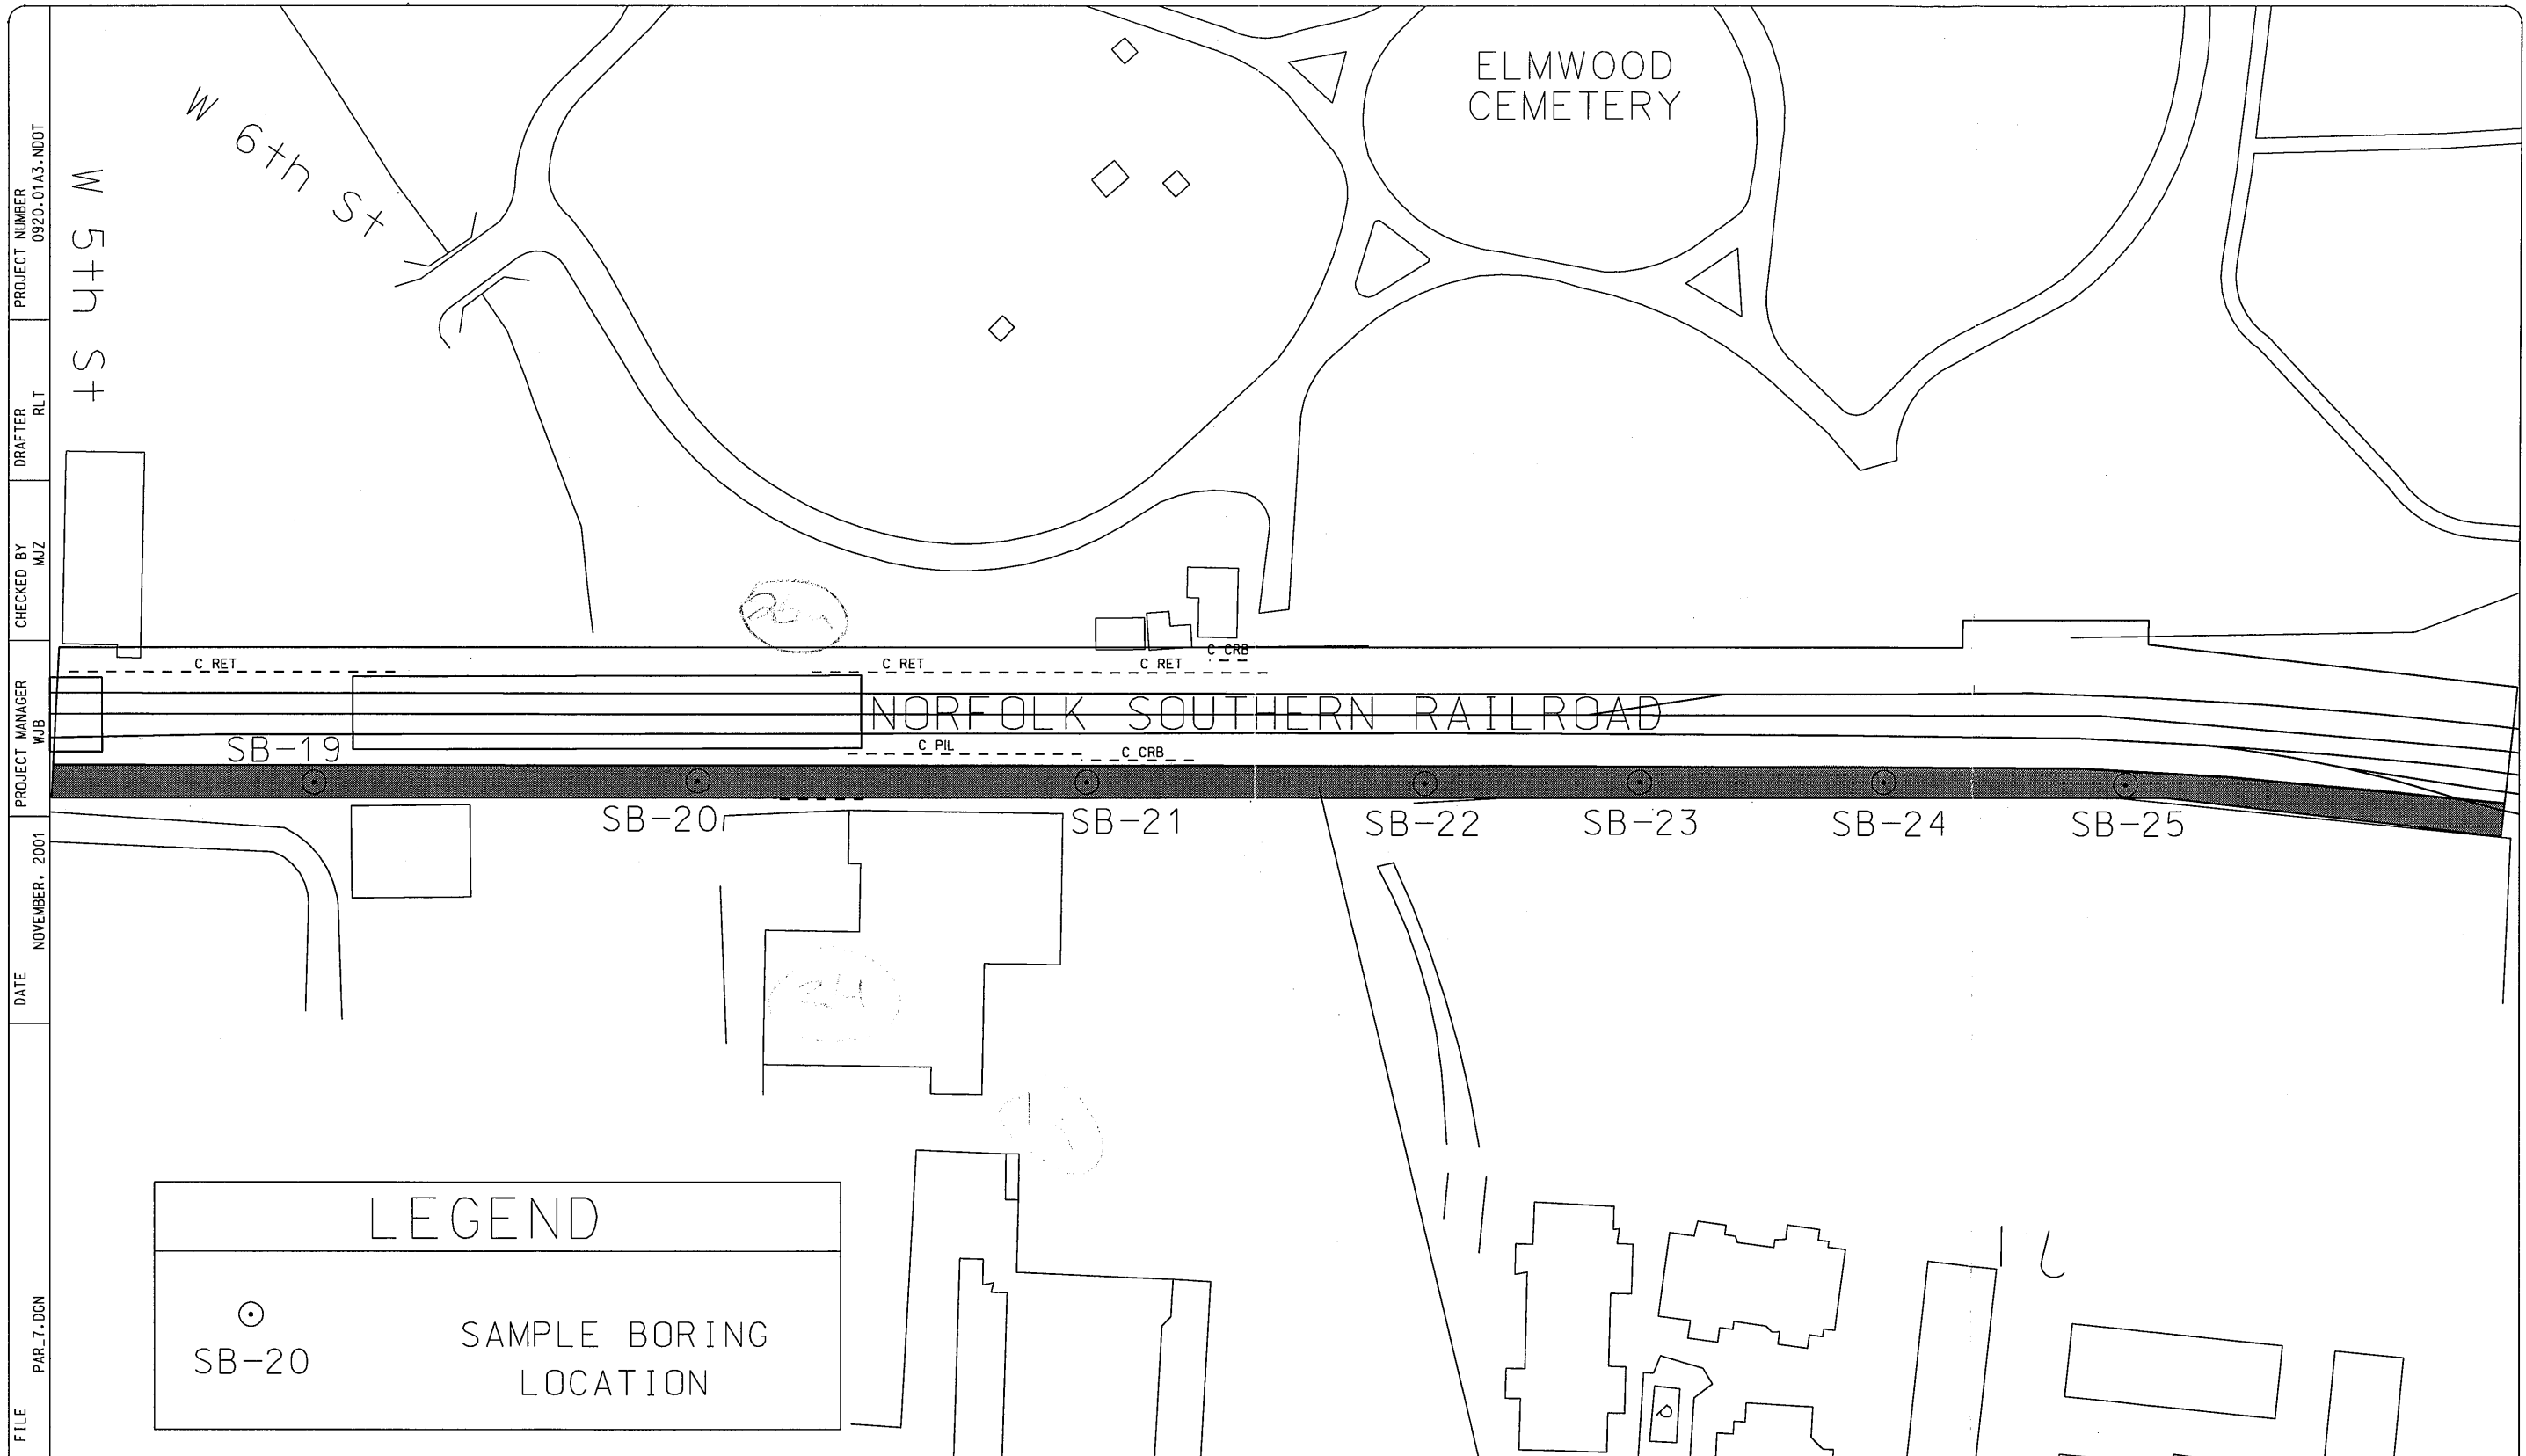 PROJECT NUMBER
0920.01A3.NDOT
DRAFTER
RLT
CHECKED BY
MJZ
PROJECT MANAGER
WJB
DATE
NOVEMBER, 2001
FILE
PAR_7.DGN
W 5th St
W 6th St
ELMWOOD
CEMETERY
C RET
C RET
C RET
C CRB
NORFOLK SOUTHERN RAILROAD
C PIL
C CRB
SB-19
SB-20
SB-21
SB-22
SB-23
SB-24
SB-25
24
LEGEND
SB-20
SAMPLE BORING
LOCATION